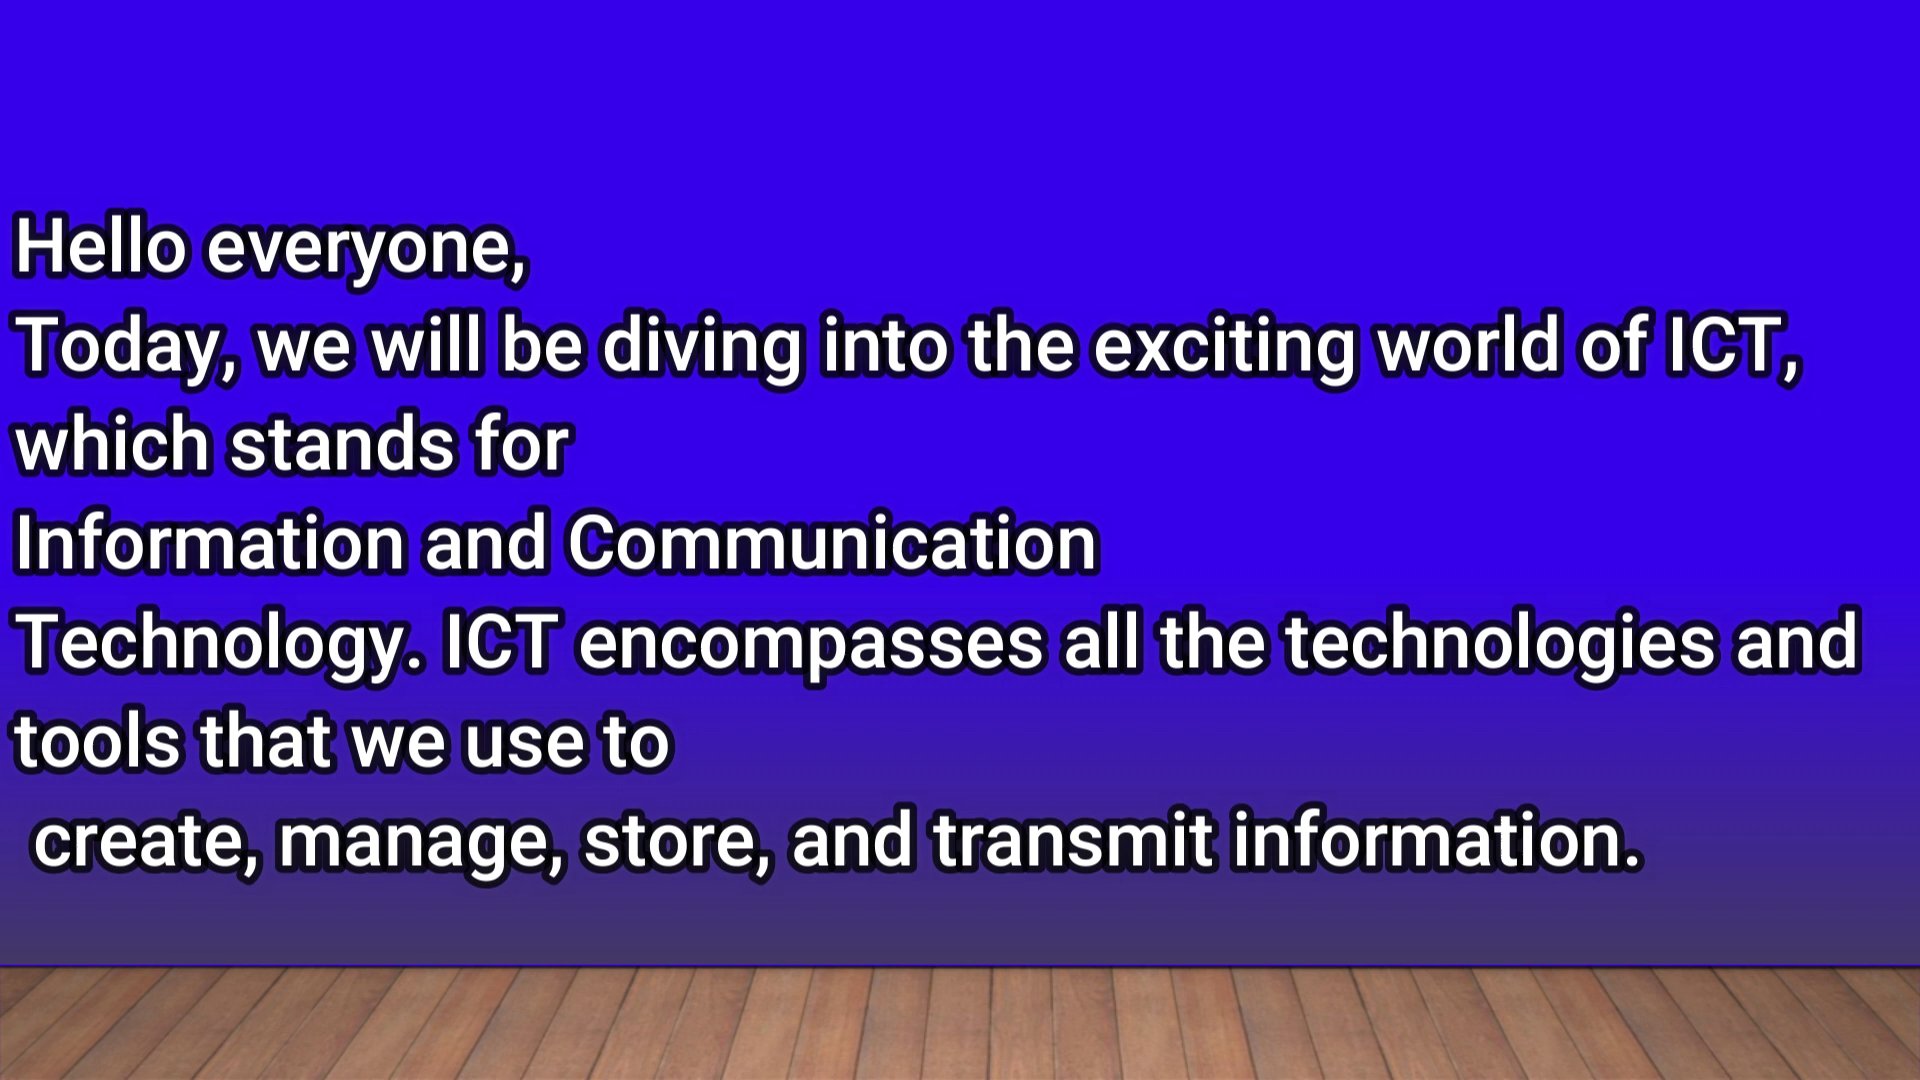 Hello everyone,
Today, we will be diving into the exciting world of ICT,
which stands for
Information and Communication
Technology. ICT encompasses all the technologies and
tools that we use to
create, manage, store, and transmit information.